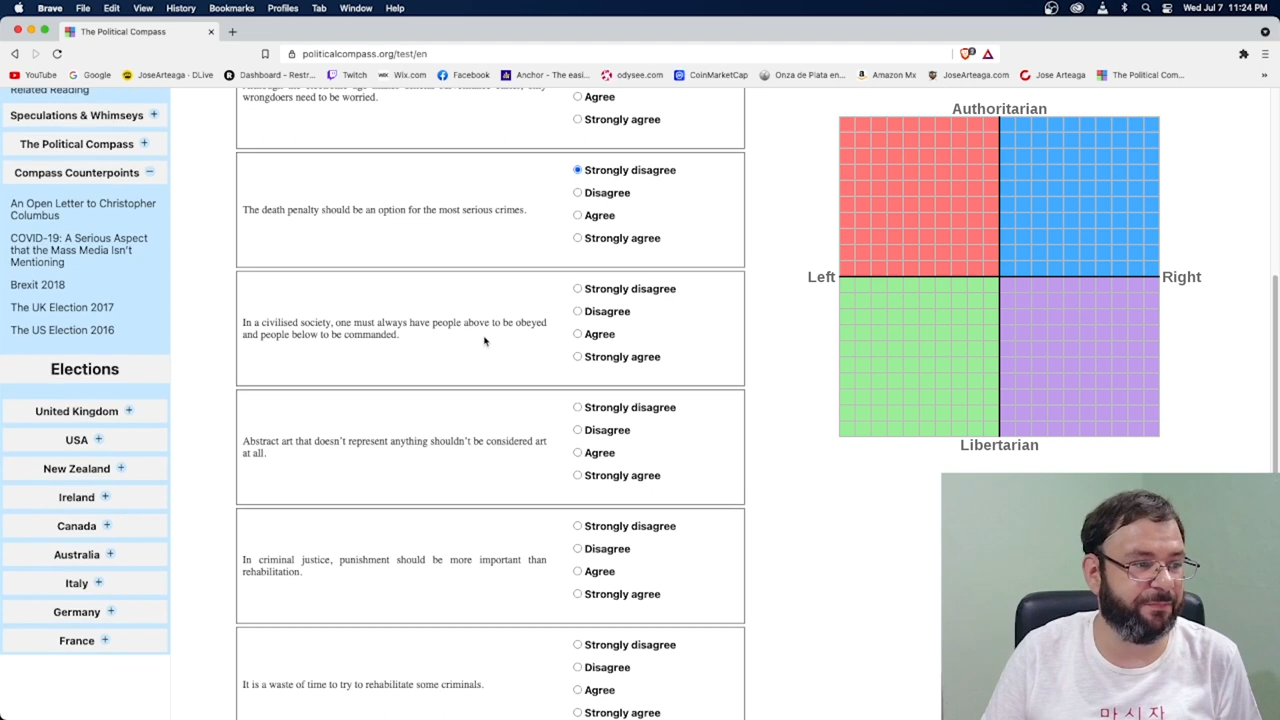 Brave File Edit View History Bookmarks Profiles Tab Window Help Wed Jul 7 11:24 PM
The Political Compass
politicalcompass.org/test/en
YouTube Google JoseArteaga - DLive Dashboard - Restr... Twitch Wix.com Facebook Anchor - The easi... odysee.com CoinMarketCap Onza de Plata en... Amazon Mx JoseArteaga.com Jose Arteaga The Political Com...
Related Reading
Speculations & Whimseys +
The Political Compass +
Compass Counterpoints −
An Open Letter to Christopher
Columbus
COVID-19: A Serious Aspect
that the Mass Media Isn't
Mentioning
Brexit 2018
The UK Election 2017
The US Election 2016
Elections
United Kingdom +
USA +
New Zealand +
Ireland +
Canada +
Australia +
Italy +
Germany +
France +
wrongdoers need to be worried.
Agree
Strongly agree
The death penalty should be an option for the most serious crimes.
Strongly disagree
Disagree
Agree
Strongly agree
In a civilised society, one must always have people above to be obeyed
and people below to be commanded.
Strongly disagree
Disagree
Agree
Strongly agree
Abstract art that doesn't represent anything shouldn't be considered art
at all.
Strongly disagree
Disagree
Agree
Strongly agree
In criminal justice, punishment should be more important than
rehabilitation.
Strongly disagree
Disagree
Agree
Strongly agree
It is a waste of time to try to rehabilitate some criminals.
Strongly disagree
Disagree
Agree
Strongly agree
Authoritarian
Left
Right
Libertarian
마시자